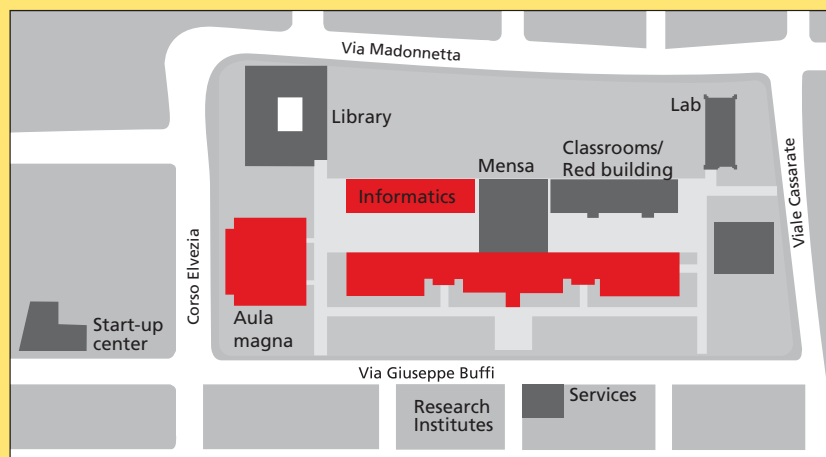 Via Madonnetta
Library
Lab
Classrooms/
Red building
Mensa
Informatics
Viale Cassarate
Corso Elvezia
Aula
magna
Start-up
center
Via Giuseppe Buffi
Research
Institutes
Services